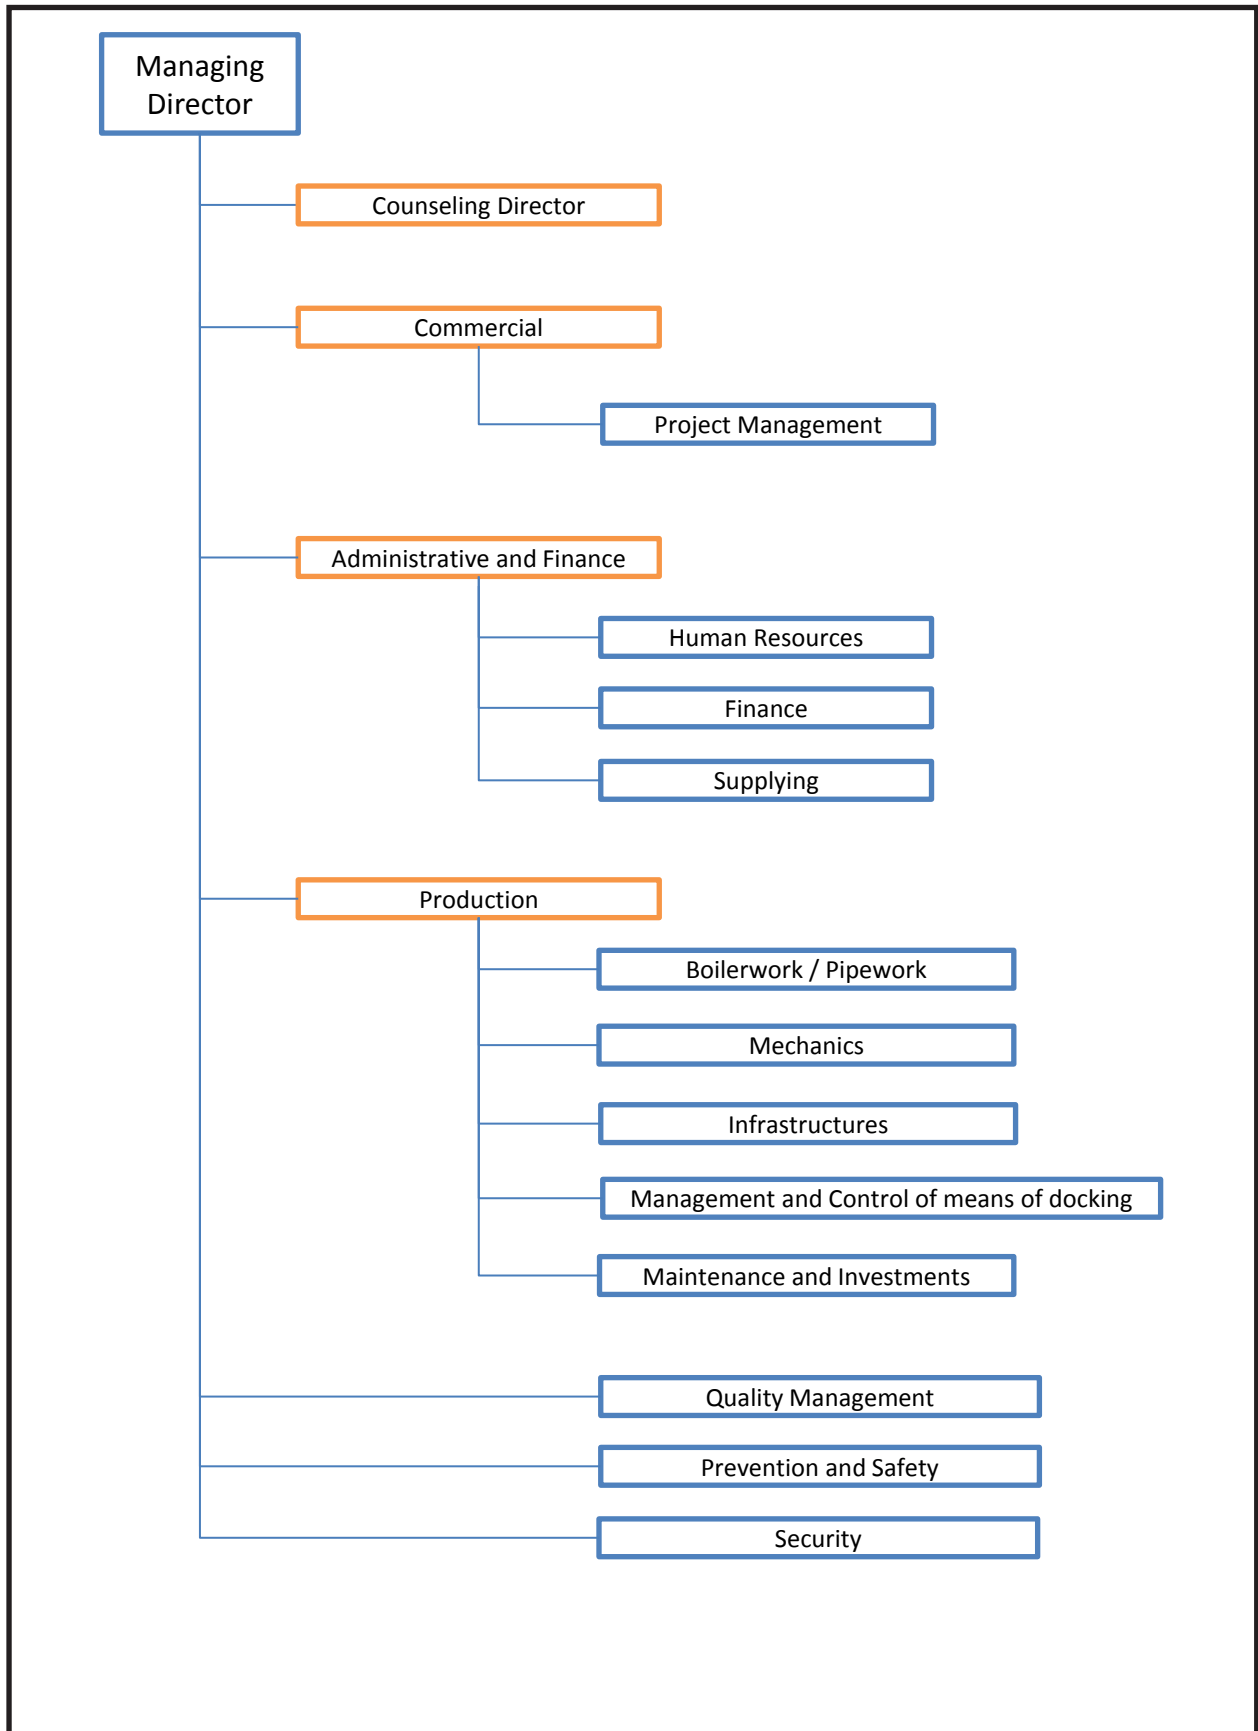 Managing
Director
Counseling Director
Commercial
Project Management
Administrative and Finance
Human Resources
Finance
Supplying
Production
Boilerwork / Pipework
Mechanics
Infrastructures
Management and Control of means of docking
Maintenance and Investments
Quality Management
Prevention and Safety
Security